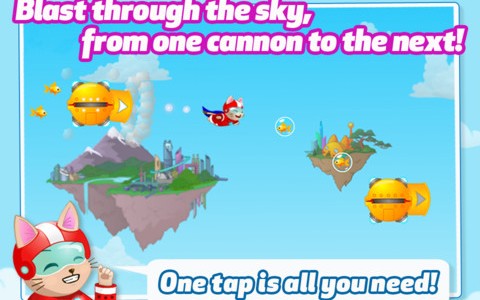 Blast through the sky,
from one cannon to the next!
One tap is all you need!